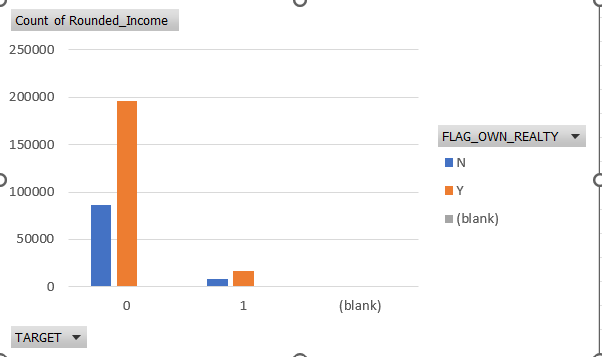 Count of Rounded_Income
250000
200000
150000
100000
50000
0
0 1 (blank)
FLAG_OWN_REALTY
N
Y
(blank)
TARGET